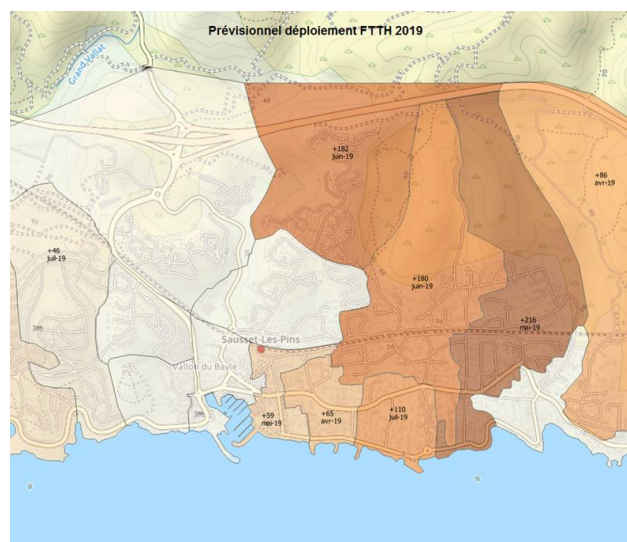 Prévisionnel déploiement FTTH 2019
Grand Vallat
+182
juin-19
+86
avr-19
+46
juil-19
+180
juin-19
+216
mai-19
Sausset-Les-Pins
Vallon du Bayle
+59
mai-19
+65
avr-19
+110
juil-19